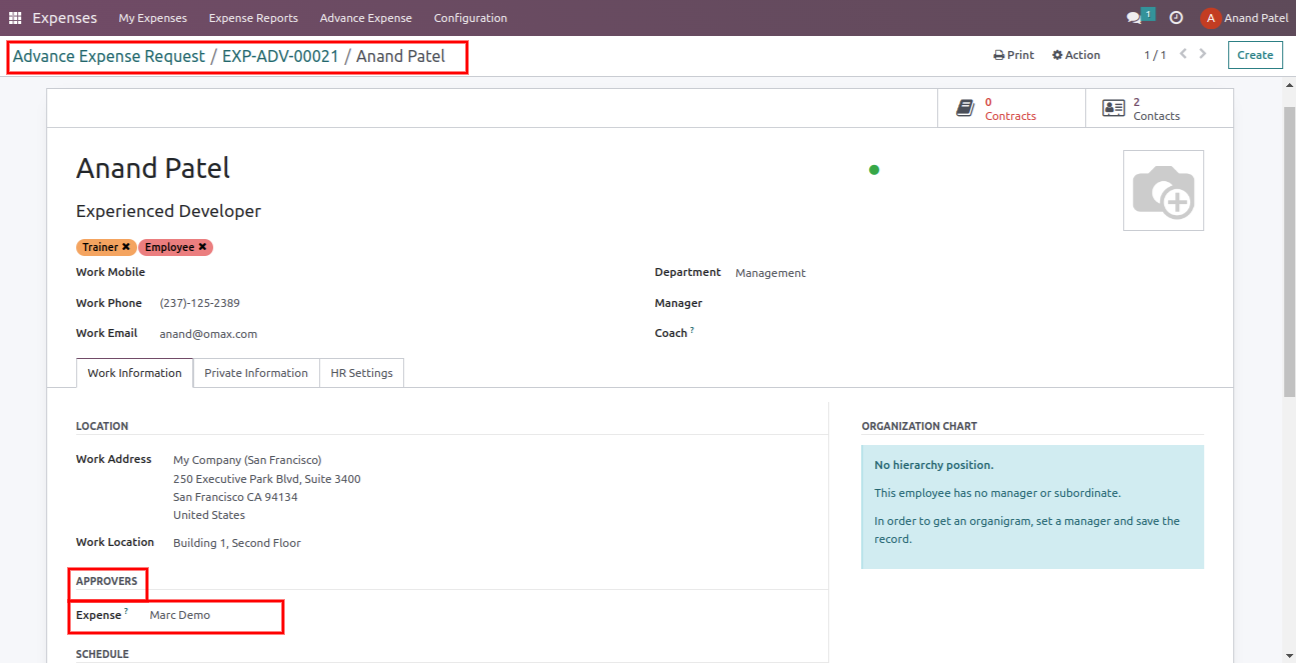 Expenses My Expenses Expense Reports Advance Expense Configuration 1 A Anand Patel
Advance Expense Request / EXP-ADV-00021 / Anand Patel Print Action 1 / 1 Create
0
Contracts
2
Contacts
Anand Patel
Experienced Developer
Trainer ✖ Employee ✖
Work Mobile
Work Phone (237)-125-2389
Work Email anand@omax.com
Department Management
Manager
Coach ?
Work Information Private Information HR Settings
LOCATION
Work Address My Company (San Francisco)
250 Executive Park Blvd, Suite 3400
San Francisco CA 94134
United States
Work Location Building 1, Second Floor
APPROVERS
Expense ? Marc Demo
SCHEDULE
ORGANIZATION CHART
No hierarchy position.
This employee has no manager or subordinate.
In order to get an organigram, set a manager and save the
record.